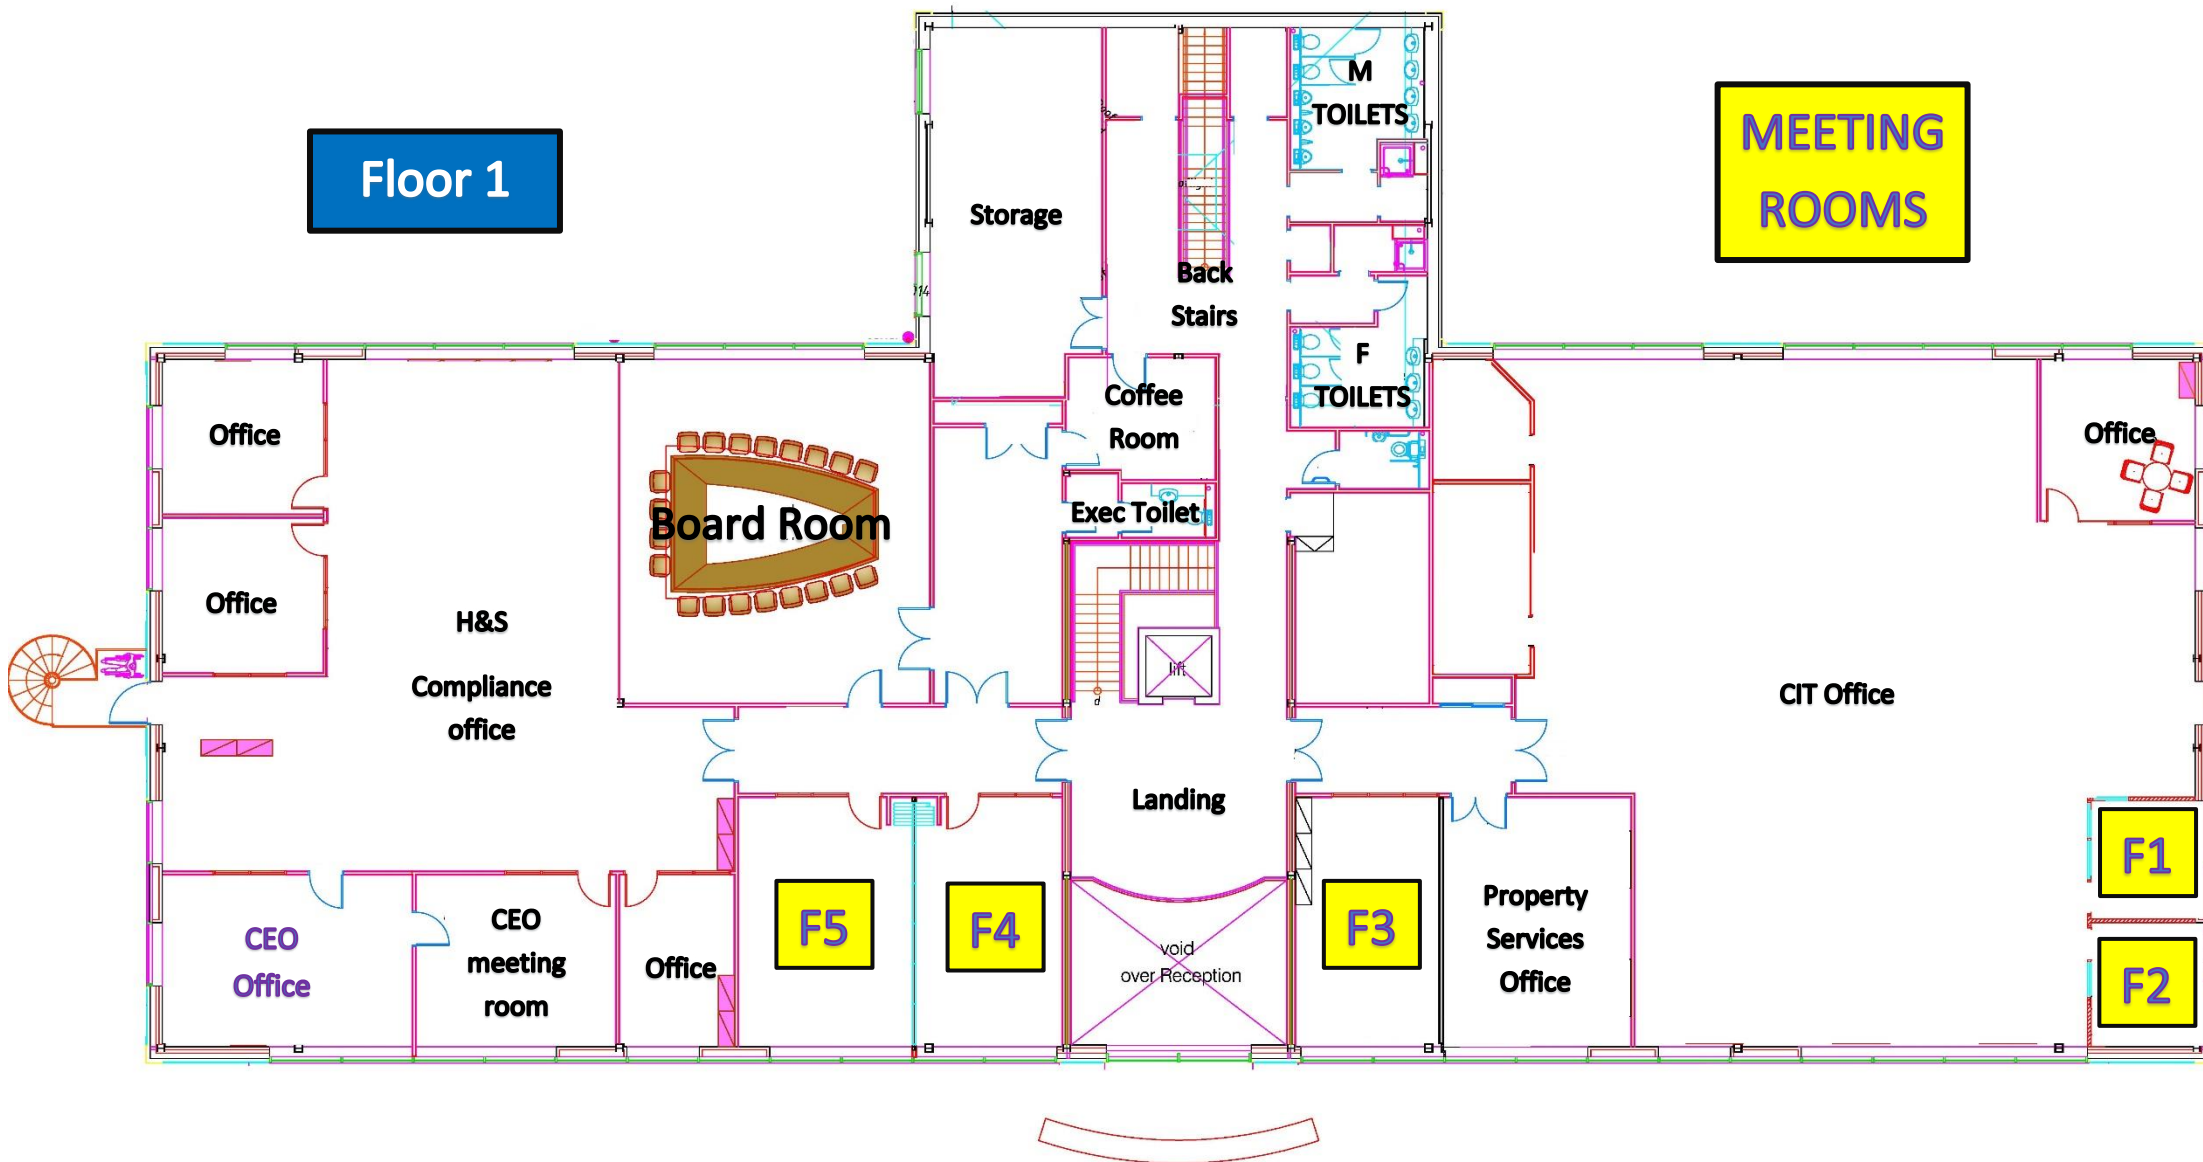 Floor 1
MEETING
ROOMS
M
TOILETS
Storage
Back
Stairs
F
TOILETS
Coffee
Room
Office
Office
Board Room
Exec Toilet
Office
H&S
Compliance
office
lift
d
CIT Office
Landing
F1
F2
F5
F4
F3
CEO
Office
CEO
meeting
room
Office
void
over Reception
Property
Services
Office